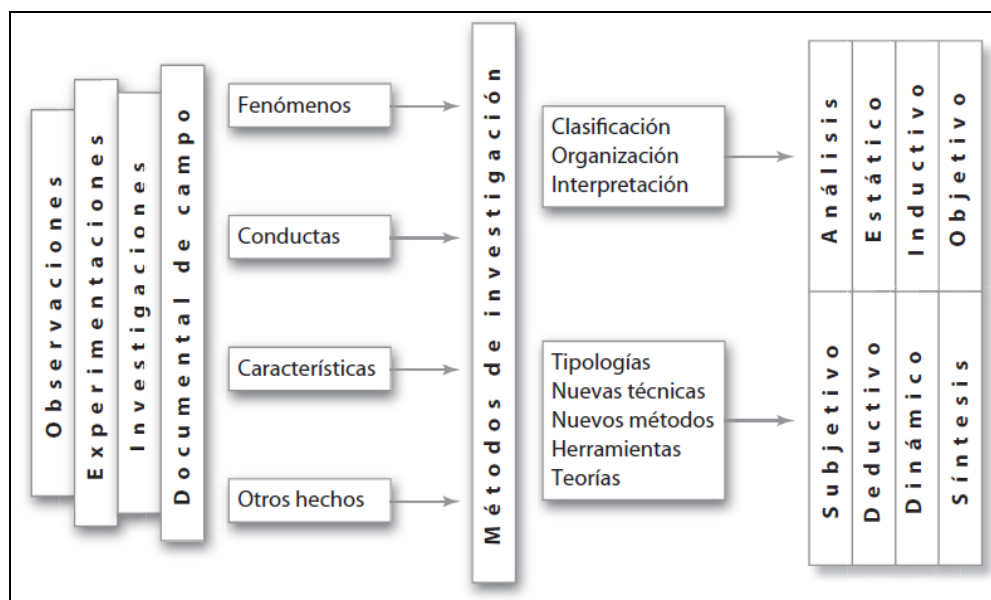 Observaciones
Experimentaciones
Investigaciones
Documental de campo
Fenómenos
Conductas
Características
Otros hechos
Métodos de investigación
Clasificación
Organización
Interpretación
Tipologías
Nuevas técnicas
Nuevos métodos
Herramientas
Teorías
Análisis
Estático
Inductivo
Objetivo
Subjetivo
Deductivo
Dinámico
Síntesis